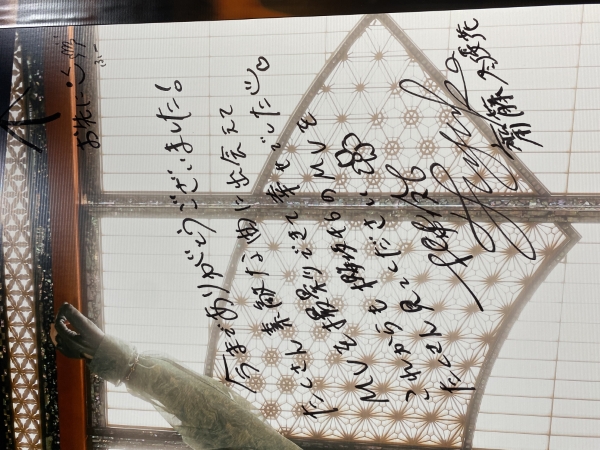 お先に
ふー
今までありがとうございました!
たくさん素敵な曲に出会えて
MVを撮影できて幸せでした
これからも櫻坂46のMVを
たくさん見てください
櫻坂46
齋藤冬優花